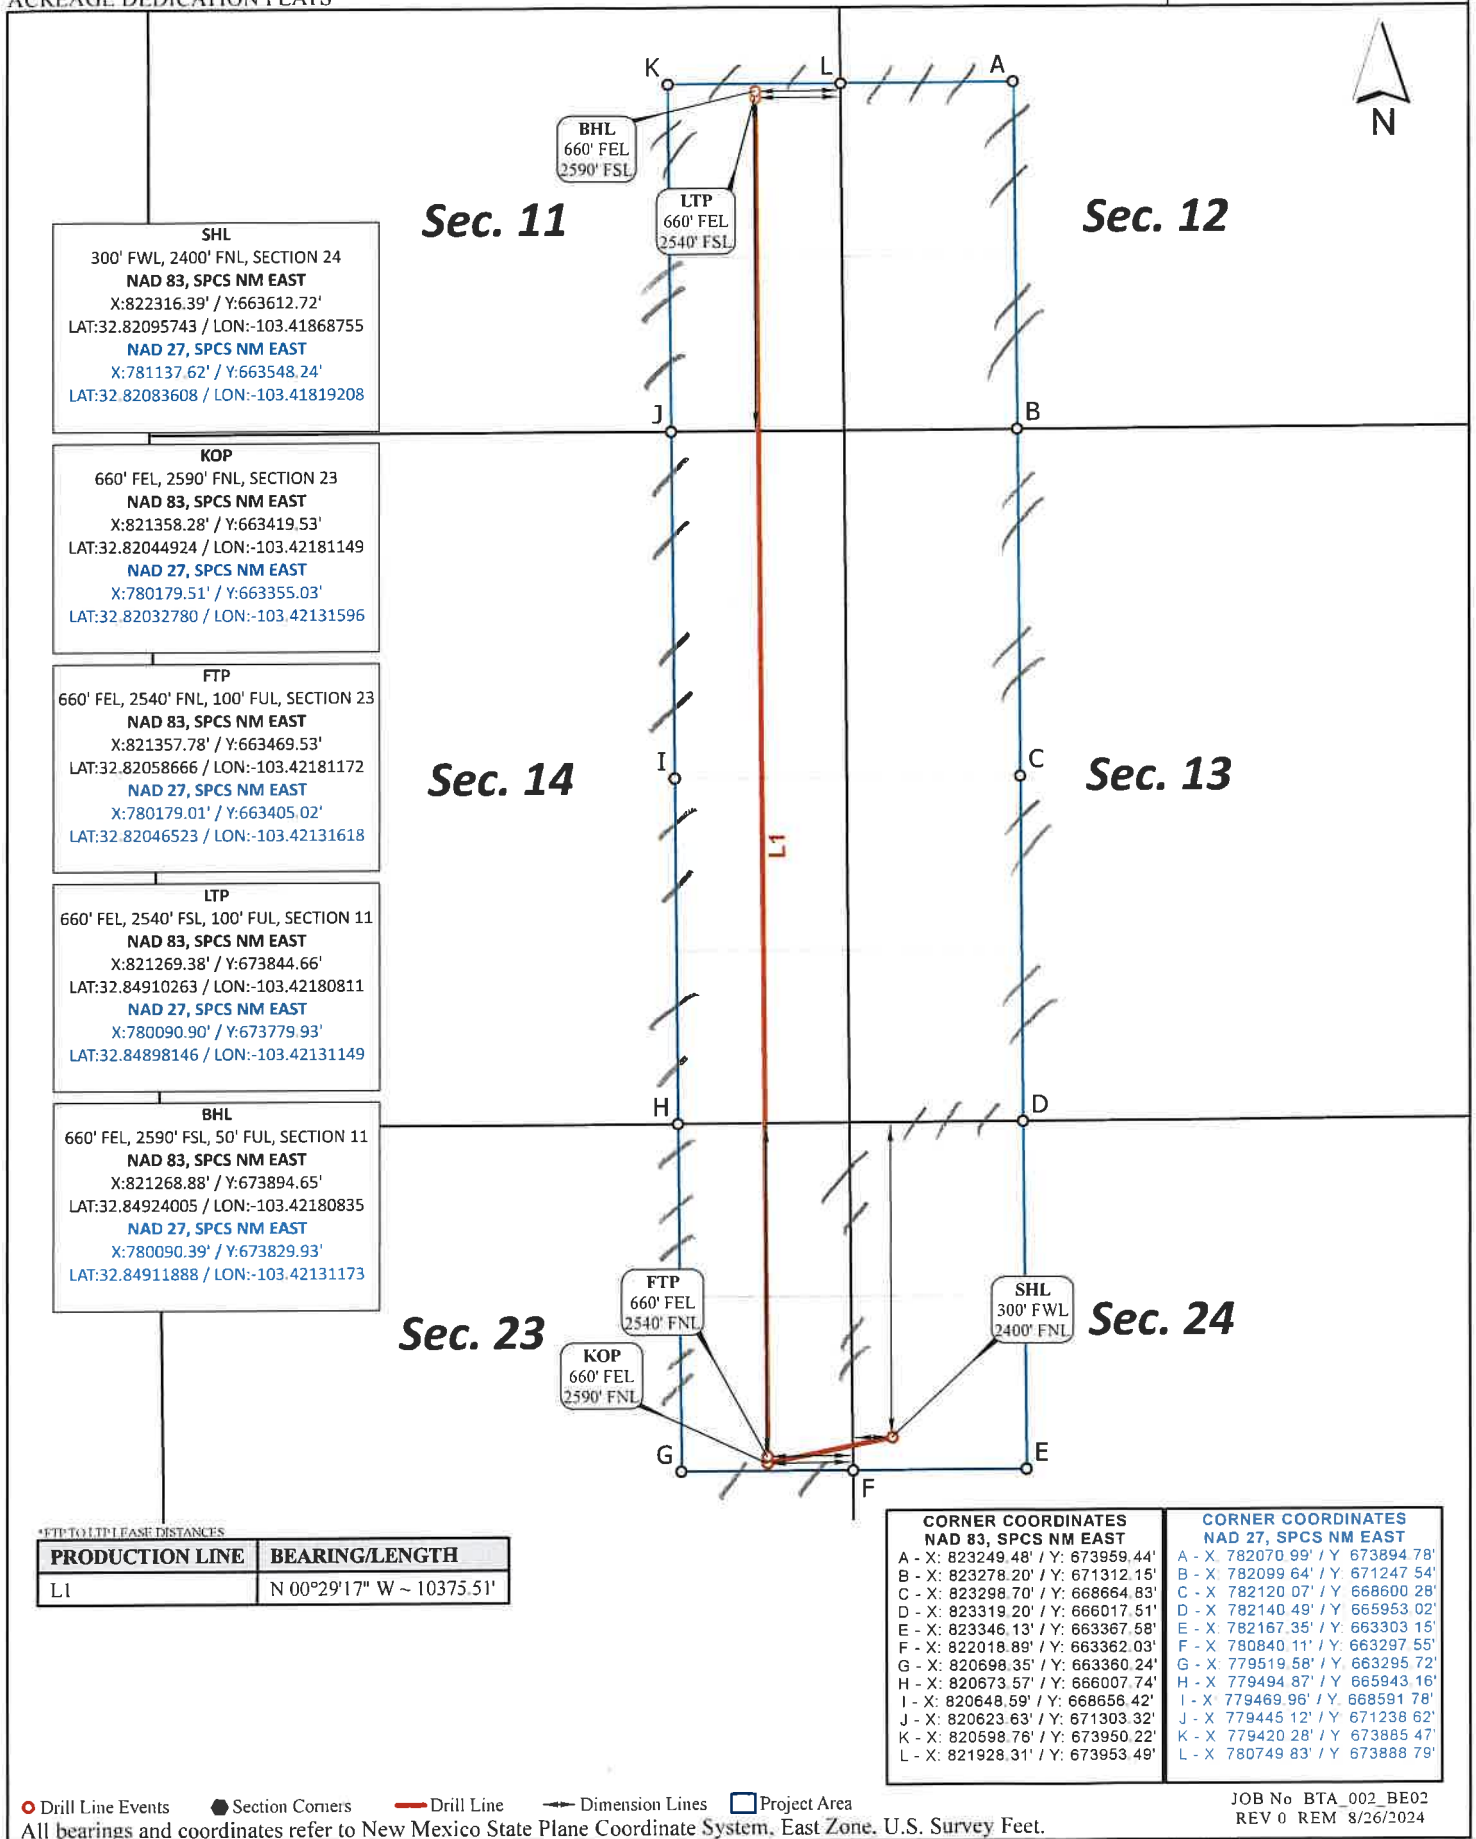 ACREAGE DEDICATION PLATS
K
L
A
N
BHL
660' FEL
2590' FSL
LTP
660' FEL
2540' FSL
Sec. 11
Sec. 12
SHL
300' FWL, 2400' FNL, SECTION 24
NAD 83, SPCS NM EAST
X:822316.39' / Y:663612.72'
LAT:32.82095743 / LON:-103.41868755
NAD 27, SPCS NM EAST
X:781137.62' / Y:663548.24'
LAT:32.82083608 / LON:-103.41819208
J
B
KOP
660' FEL, 2590' FNL, SECTION 23
NAD 83, SPCS NM EAST
X:821358.28' / Y:663419.53'
LAT:32.82044924 / LON:-103.42181149
NAD 27, SPCS NM EAST
X:780179.51' / Y:663355.03'
LAT:32.82032780 / LON:-103.42131596
FTP
660' FEL, 2540' FNL, 100' FUL, SECTION 23
NAD 83, SPCS NM EAST
X:821357.78' / Y:663469.53'
LAT:32.82058666 / LON:-103.42181172
NAD 27, SPCS NM EAST
X:780179.01' / Y:663405.02'
LAT:32.82046523 / LON:-103.42131618
I
C
Sec. 14
Sec. 13
L1
LTP
660' FEL, 2540' FSL, 100' FUL, SECTION 11
NAD 83, SPCS NM EAST
X:821269.38' / Y:673844.66'
LAT:32.84910263 / LON:-103.42180811
NAD 27, SPCS NM EAST
X:780090.90' / Y:673779.93'
LAT:32.84898146 / LON:-103.42131149
H
D
BHL
660' FEL, 2590' FSL, 50' FUL, SECTION 11
NAD 83, SPCS NM EAST
X:821268.88' / Y:673894.65'
LAT:32.84924005 / LON:-103.42180835
NAD 27, SPCS NM EAST
X:780090.39' / Y:673829.93'
LAT:32.84911888 / LON:-103.42131173
FTP
660' FEL
2540' FNL
SHL
300' FWL
2400' FNL
Sec. 23
Sec. 24
KOP
660' FEL
2590' FNL
G
E
F
*FTP TO LTP LEASE DISTANCES
PRODUCTION LINE BEARING/LENGTH
L1 N 00°29'17" W ~ 10375.51'
CORNER COORDINATES
NAD 83, SPCS NM EAST
A - X: 823249.48' / Y: 673959.44'
B - X: 823278.20' / Y: 671312.15'
C - X: 823298.70' / Y: 668664.83'
D - X: 823319.20' / Y: 666017.51'
E - X: 823346.13' / Y: 663367.58'
F - X: 822018.89' / Y: 663362.03'
G - X: 820698.35' / Y: 663360.24'
H - X: 820673.57' / Y: 666007.74'
I - X: 820648.59' / Y: 668656.42'
J - X: 820623.63' / Y: 671303.32'
K - X: 820598.76' / Y: 673950.22'
L - X: 821928.31' / Y: 673953.49'
CORNER COORDINATES
NAD 27, SPCS NM EAST
A - X: 782070.99' / Y: 673894.78'
B - X: 782099.64' / Y: 671247.54'
C - X: 782120.07' / Y: 668600.28'
D - X: 782140.49' / Y: 665953.02'
E - X: 782167.35' / Y: 663303.15'
F - X: 780840.11' / Y: 663297.55'
G - X: 779519.58' / Y: 663295.72'
H - X: 779494.87' / Y: 665943.16'
I - X: 779469.96' / Y: 668591.78'
J - X: 779445.12' / Y: 671238.62'
K - X: 779420.28' / Y: 673885.47'
L - X: 780749.83' / Y: 673888.79'
Drill Line Events Section Corners Drill Line Dimension Lines Project Area
All bearings and coordinates refer to New Mexico State Plane Coordinate System, East Zone, U.S. Survey Feet.
JOB No BTA_002_BE02
REV 0 REM 8/26/2024